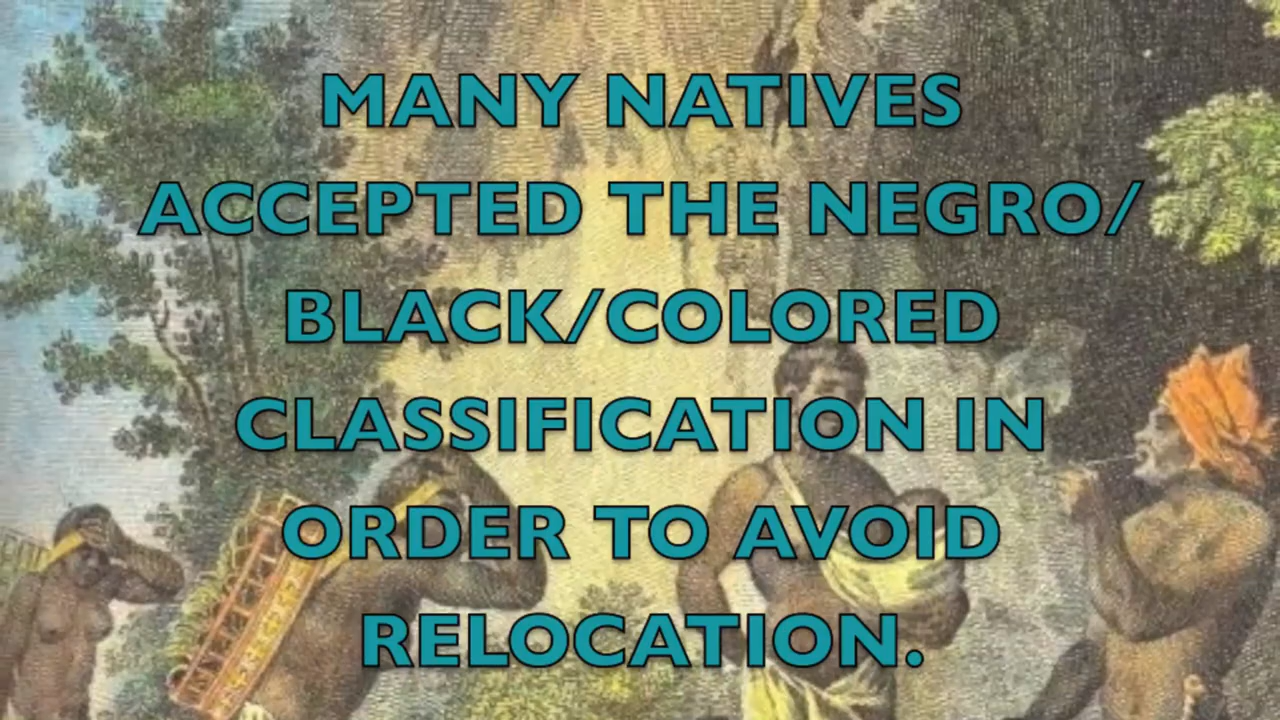 MANY NATIVES
ACCEPTED THE NEGRO/
BLACK/COLORED
CLASSIFICATION IN
ORDER TO AVOID
RELOCATION.